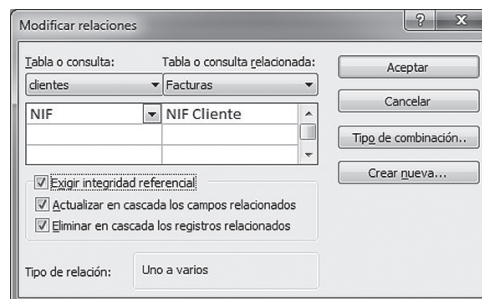 Modificar relaciones
Tabla o consulta: Tabla o consulta relacionada:
clientes Facturas
NIF NIF Cliente
Exigir integridad referencial
Actualizar en cascada los campos relacionados
Eliminar en cascada los registros relacionados
Tipo de relación: Uno a varios
Aceptar
Cancelar
Tipo de combinación..
Crear nueva...